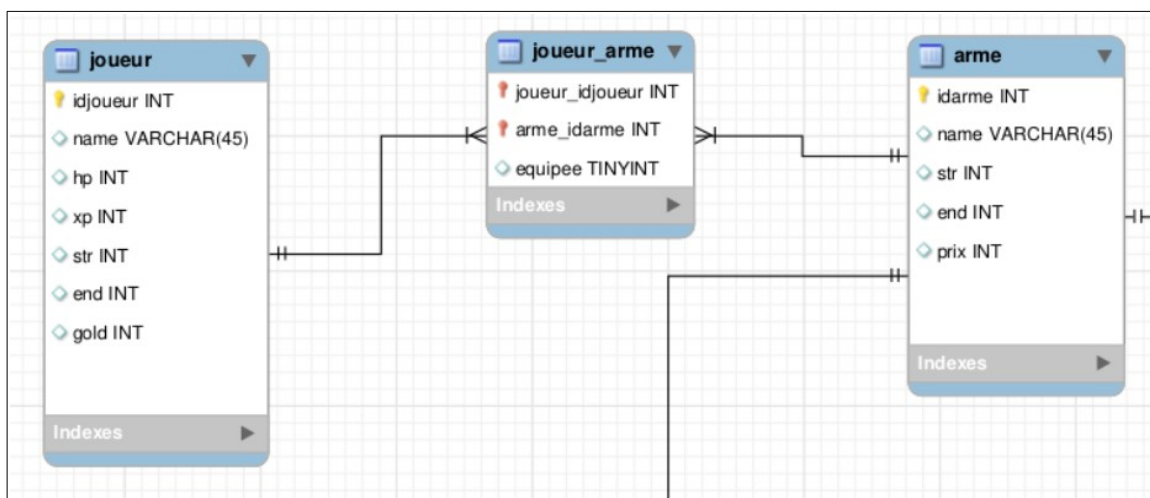 joueur
idjoueur INT
name VARCHAR(45)
hp INT
xp INT
str INT
end INT
gold INT
Indexes
joueur_arme
joueur_idjoueur INT
arme_idarme INT
equipee TINYINT
Indexes
arme
idarme INT
name VARCHAR(45)
str INT
end INT
prix INT
Indexes